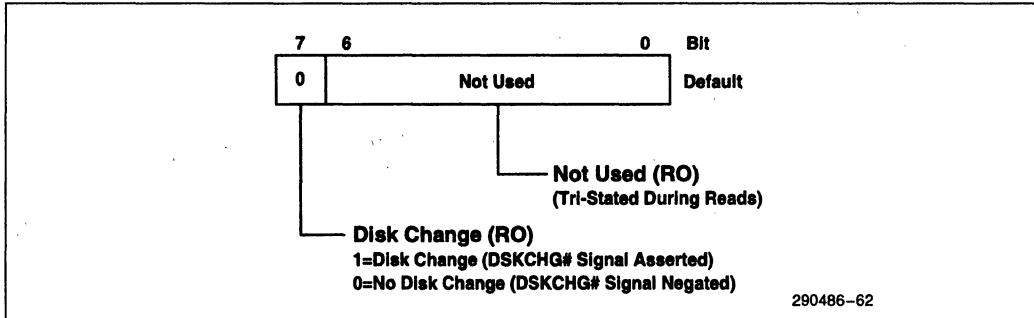 7 6 0 Bit
0 Not Used Default
Not Used (RO)
(Tri-Stated During Reads)
Disk Change (RO)
1=Disk Change (DSKCHG# Signal Asserted)
0=No Disk Change (DSKCHG# Signal Negated)
290486-62